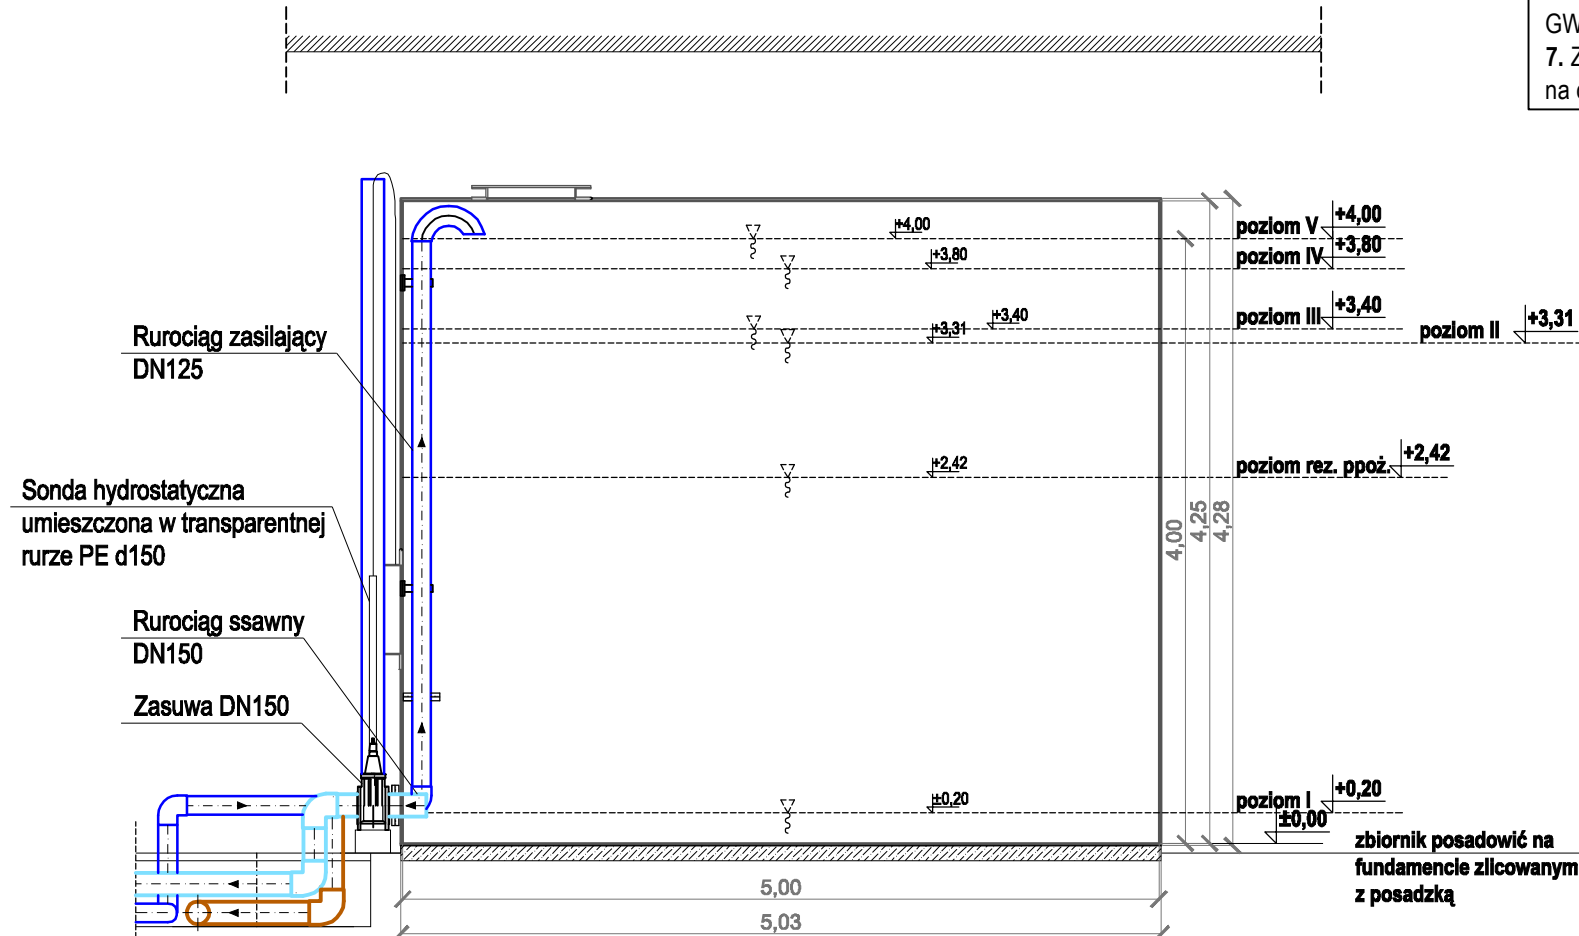 GW
7. Z
na
+4,00
+3,80
+3,40
+3,31
+2,42
±0,20
poziom V +4,00
poziom IV +3,80
poziom III +3,40
poziom II +3,31
poziom rez. ppoż. +2,42
poziom I +0,20
±0,00
Rurociąg zasilający
DN125
Sonda hydrostatyczna
umieszczona w transparentnej
rurze PE d150
Rurociąg ssawny
DN150
Zasuwa DN150
4,00
4,25
4,28
5,00
5,03
zbiornik posadowić na
fundamencie zlicowanym
z posadzką